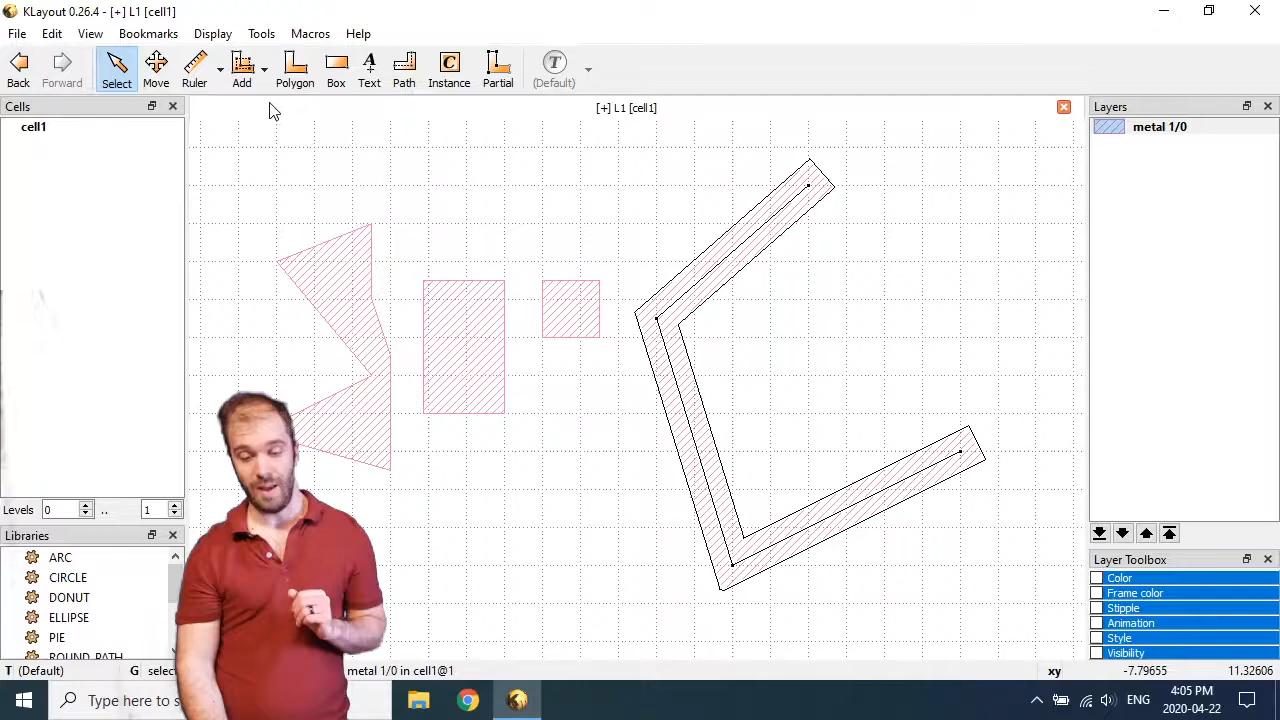 KLayout 0.26.4 - [+] L1 [cell1]
File Edit View Bookmarks Display Tools Macros Help
Back Forward Select Move Ruler Add Polygon Box Text Path Instance Partial T (Default)
Cells
[+] L1 [cell1]
Layers
cell1
metal 1/0
Levels 0 .. 1
Libraries
ARC
CIRCLE
DONUT
ELLIPSE
PIE
ROUND_PATH
Layer Toolbox
Color
Frame color
Stipple
Animation
Style
Visibility
T (Default) G metal 1/0 in cell1@1 xy -7.79655 11.32606
Type here to
ENG
4:05 PM
2020-04-22